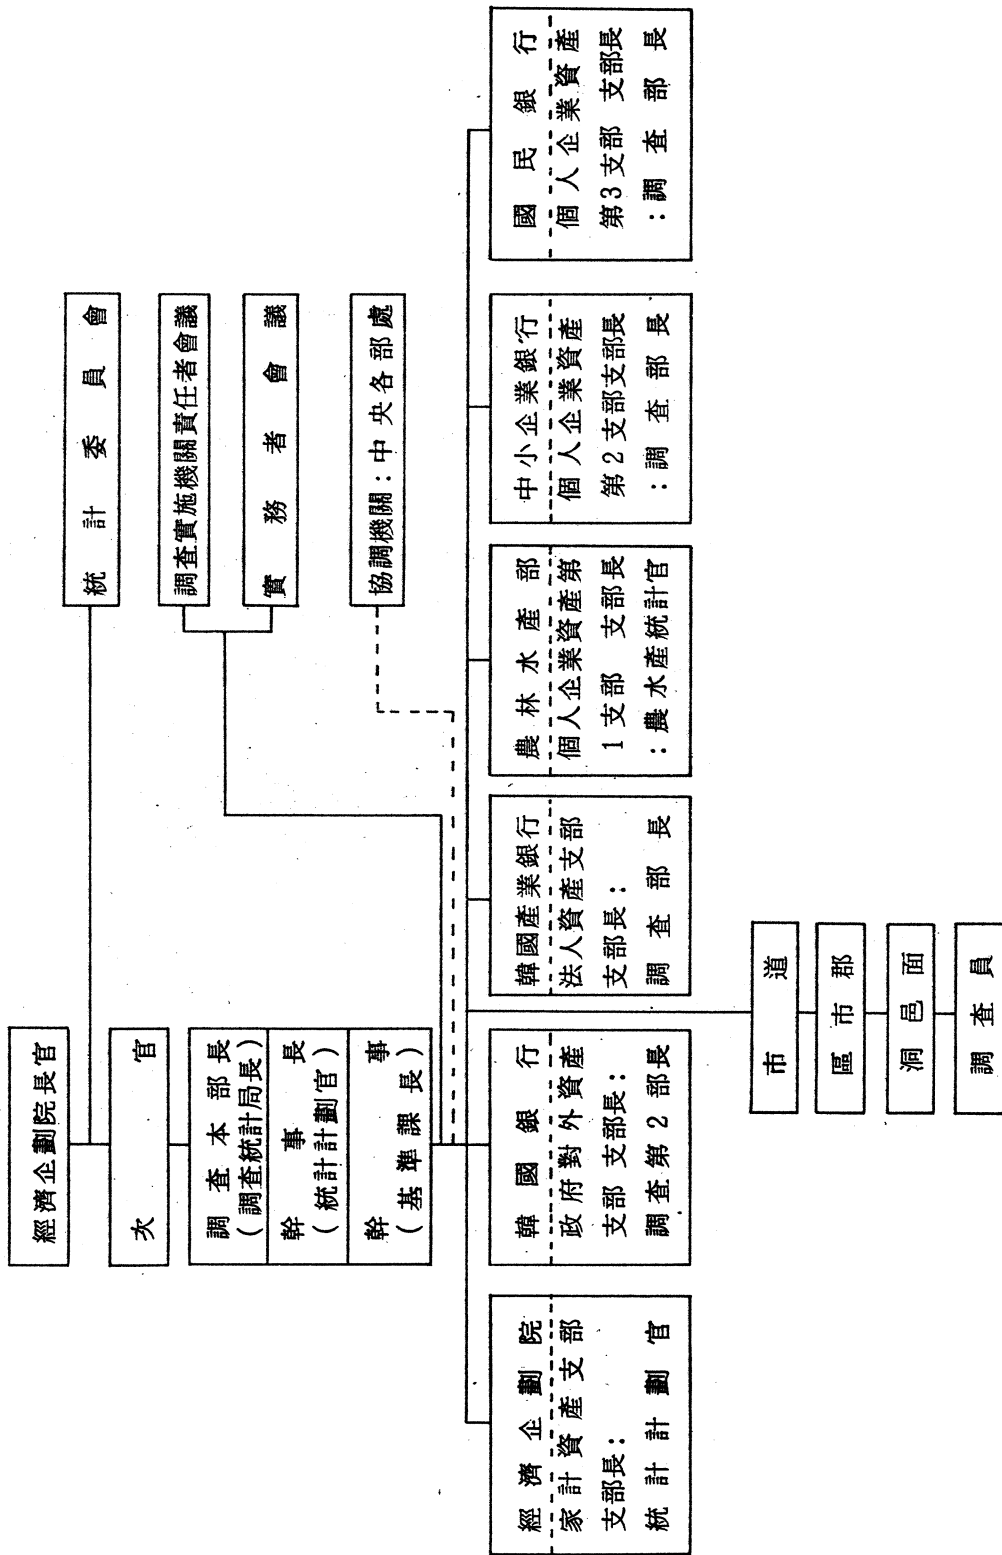 經濟企劃院長官
次官
調査本部長
(調査統計局長)
幹事長
(統計計劃官)
幹事
(基準課長)
統計委員會
調査實施機關責任者會議
實務者會議
協調機關:中央各部處
經濟企劃院
家計資產支部
支部長:
統計計劃官
韓國銀行
政府對外資產
支部支部長:
調査第2部長
韓國產業銀行
法人資產支部
支部長:
調査部長
農林水產部
個人企業資產第
1支部 支部長
:農水產統計官
中小企業銀行
個人企業資產
第2支部支部長
:調査部長
國民銀行
個人企業資產
第3支部 支部長
:調査部長
市道
區市郡
洞邑面
調査員